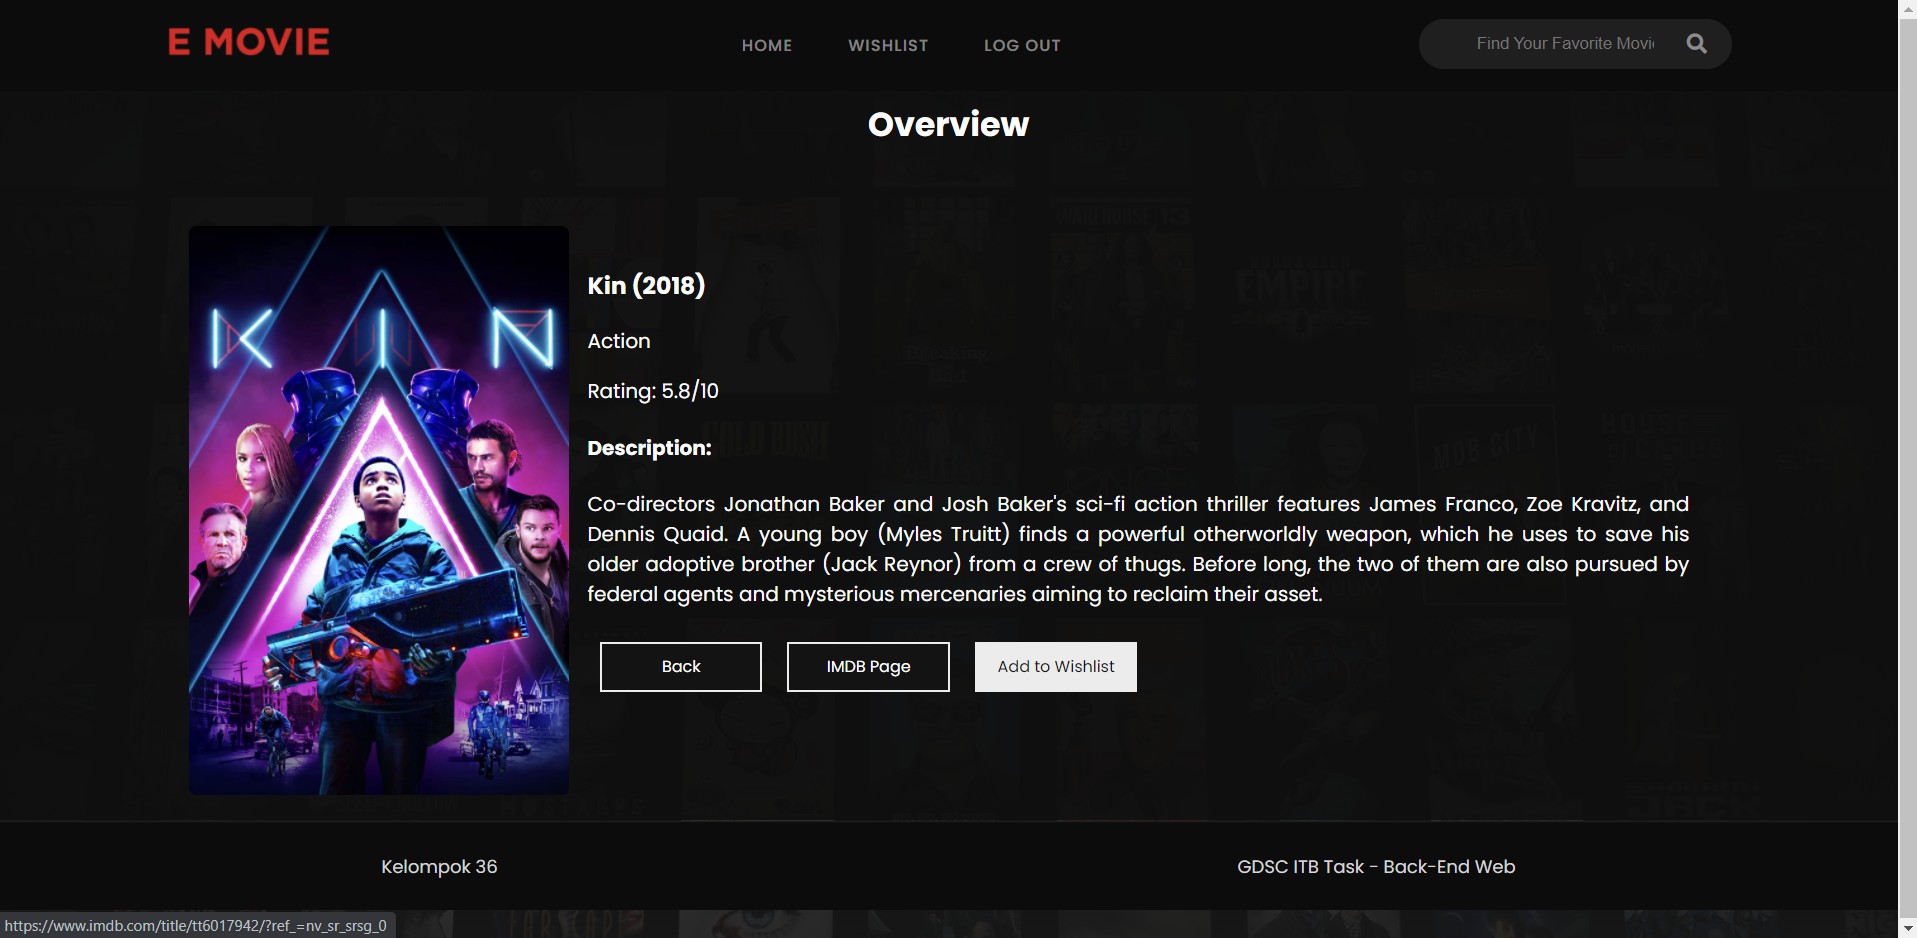 E MOVIE
HOME
WISHLIST
LOG OUT
Find Your Favorite Movi
Overview
KIN
Kin (2018)
Action
Rating: 5.8/10
Description:
Co-directors Jonathan Baker and Josh Baker's sci-fi action thriller features James Franco, Zoe Kravitz, and
Dennis Quaid. A young boy (Myles Truitt) finds a powerful otherworldly weapon, which he uses to save his
older adoptive brother (Jack Reynor) from a crew of thugs. Before long, the two of them are also pursued by
federal agents and mysterious mercenaries aiming to reclaim their asset.
Back
IMDB Page
Add to Wishlist
EMPIRE
MOB CITY
HOSTAGES
Kelompok 36
GDSC ITB Task - Back-End Web
https://www.imdb.com/title/tt6017942/?ref_=nv_sr_srsg_0